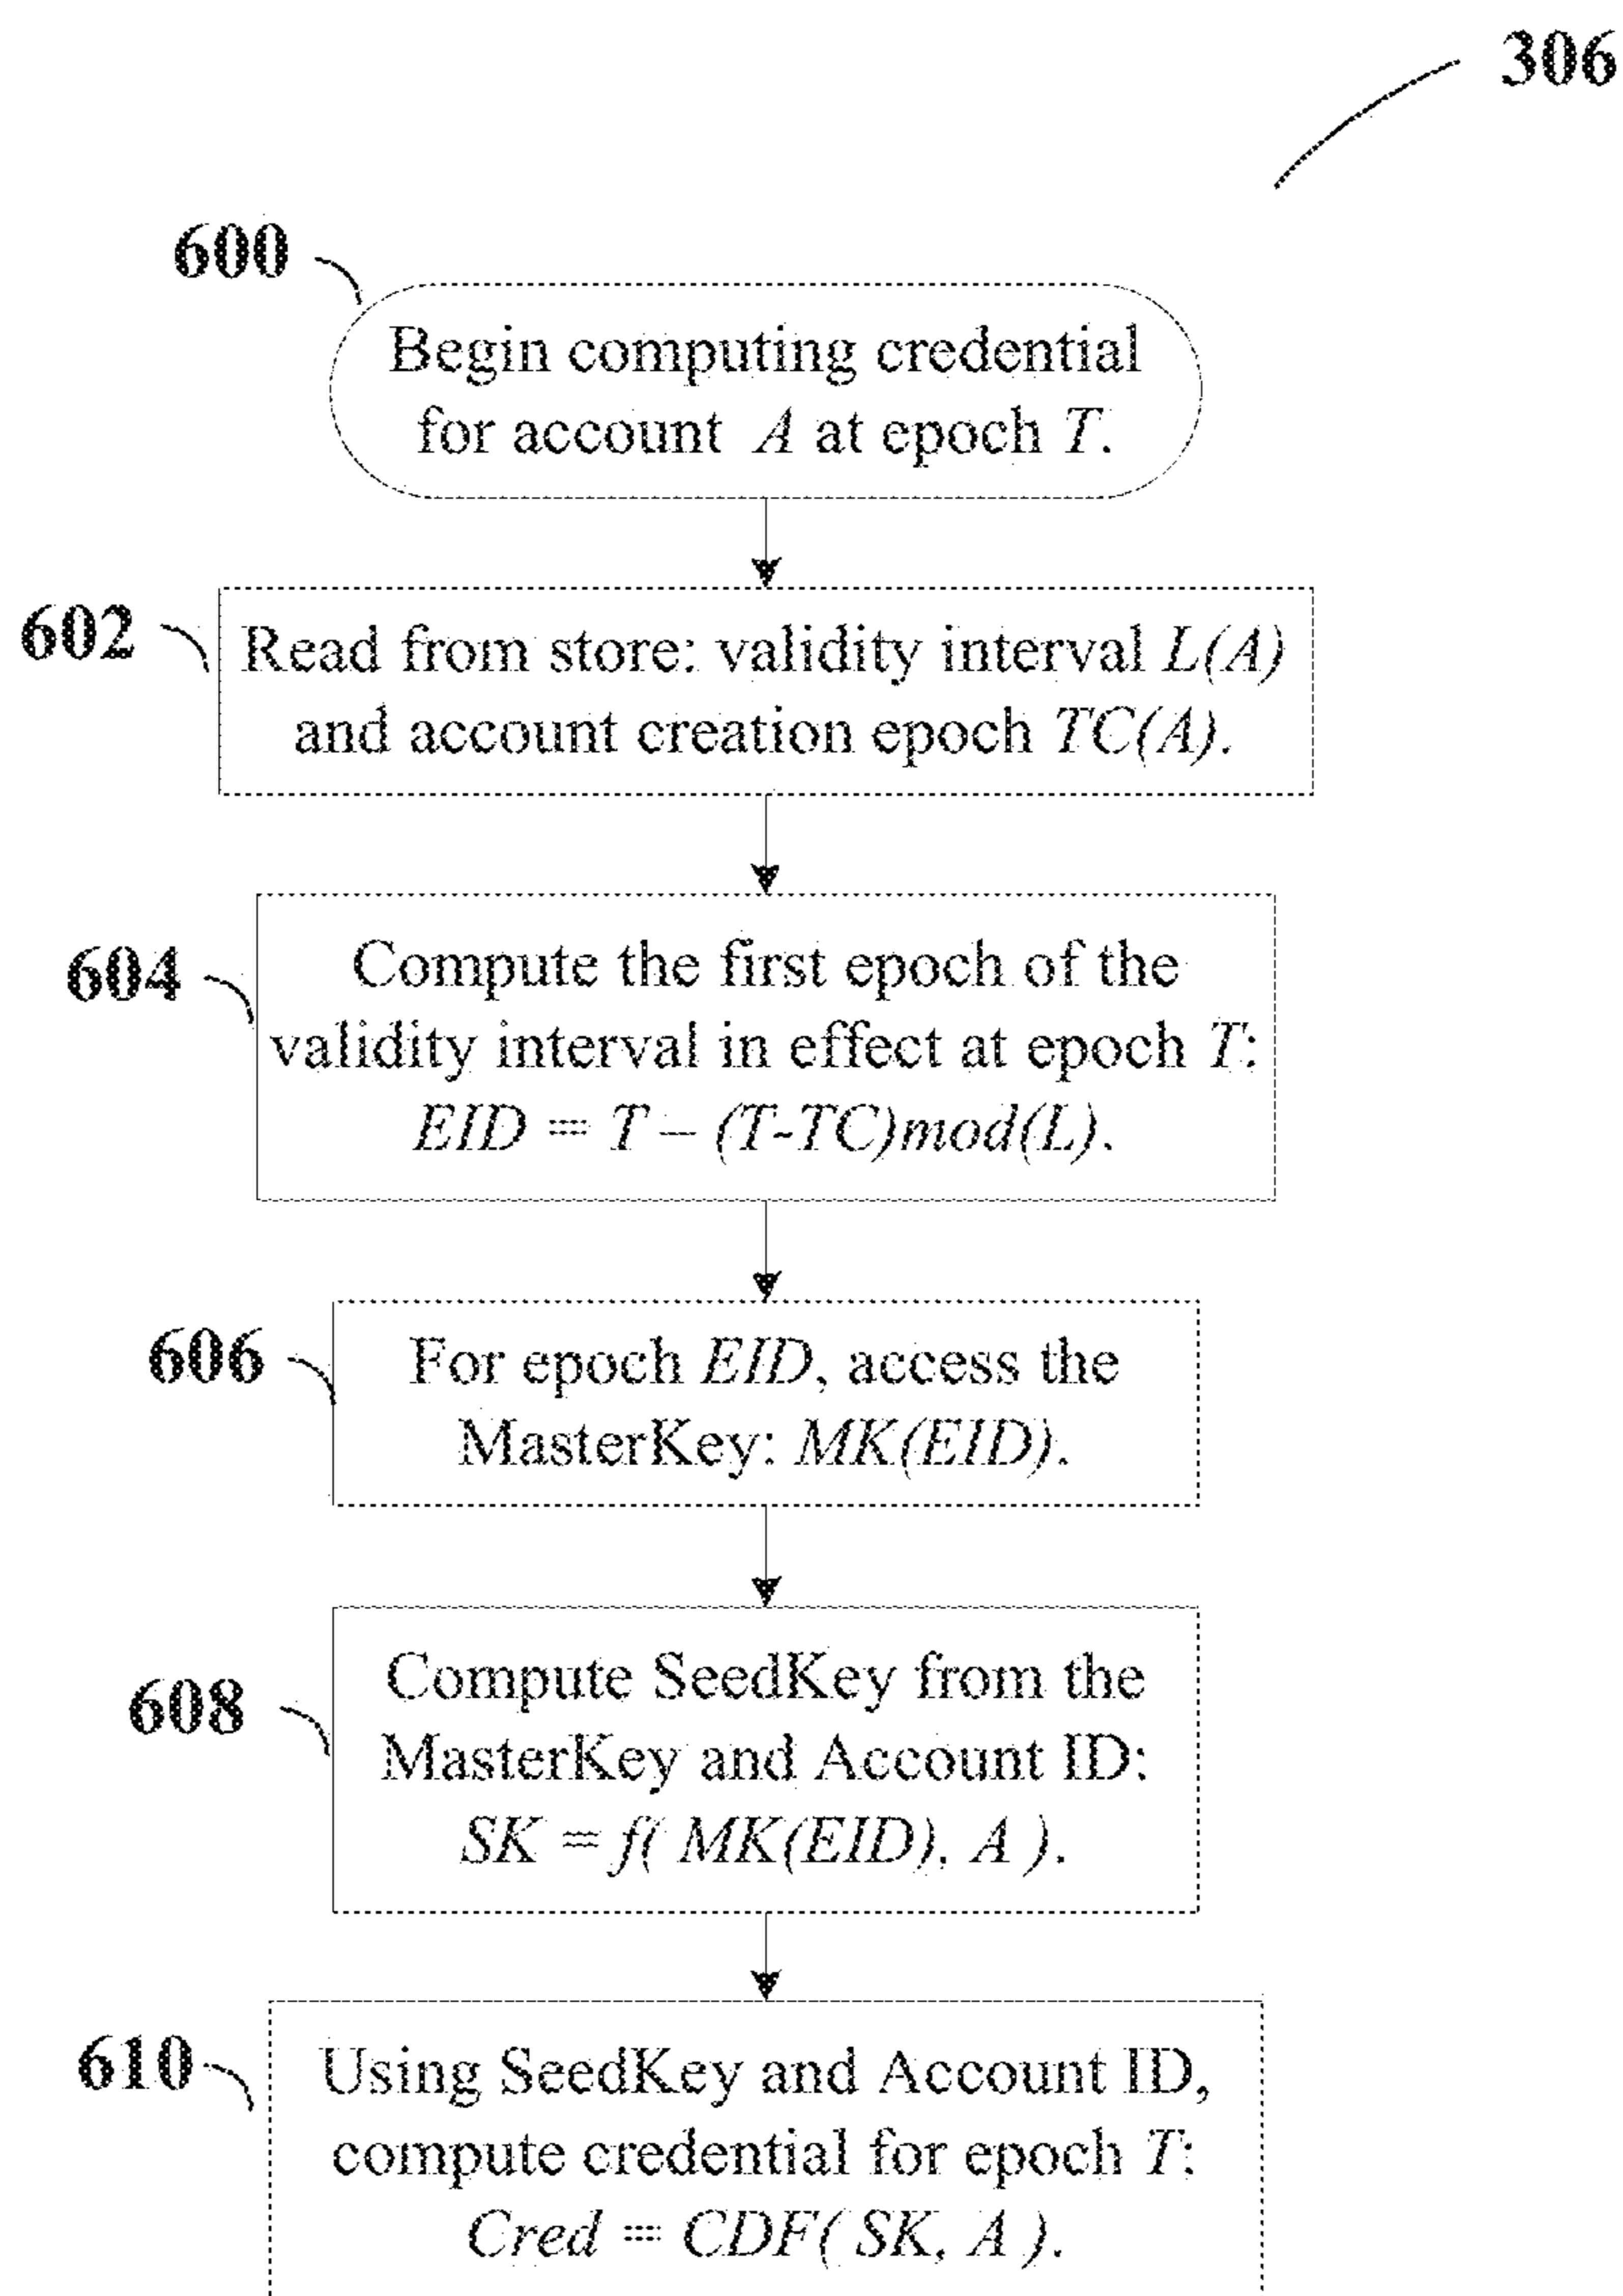 306
600
Begin computing credential
for account A at epoch T.
602
Read from store: validity interval L(A)
and account creation epoch TC(A).
604
Compute the first epoch of the
validity interval in effect at epoch T:
EID = T – (T-TC)mod(L).
606
For epoch EID, access the
MasterKey: MK(EID).
608
Compute SeedKey from the
MasterKey and Account ID:
SK = f( MK(EID), A ).
610
Using SeedKey and Account ID,
compute credential for epoch T:
Cred = CDF( SK, A ).